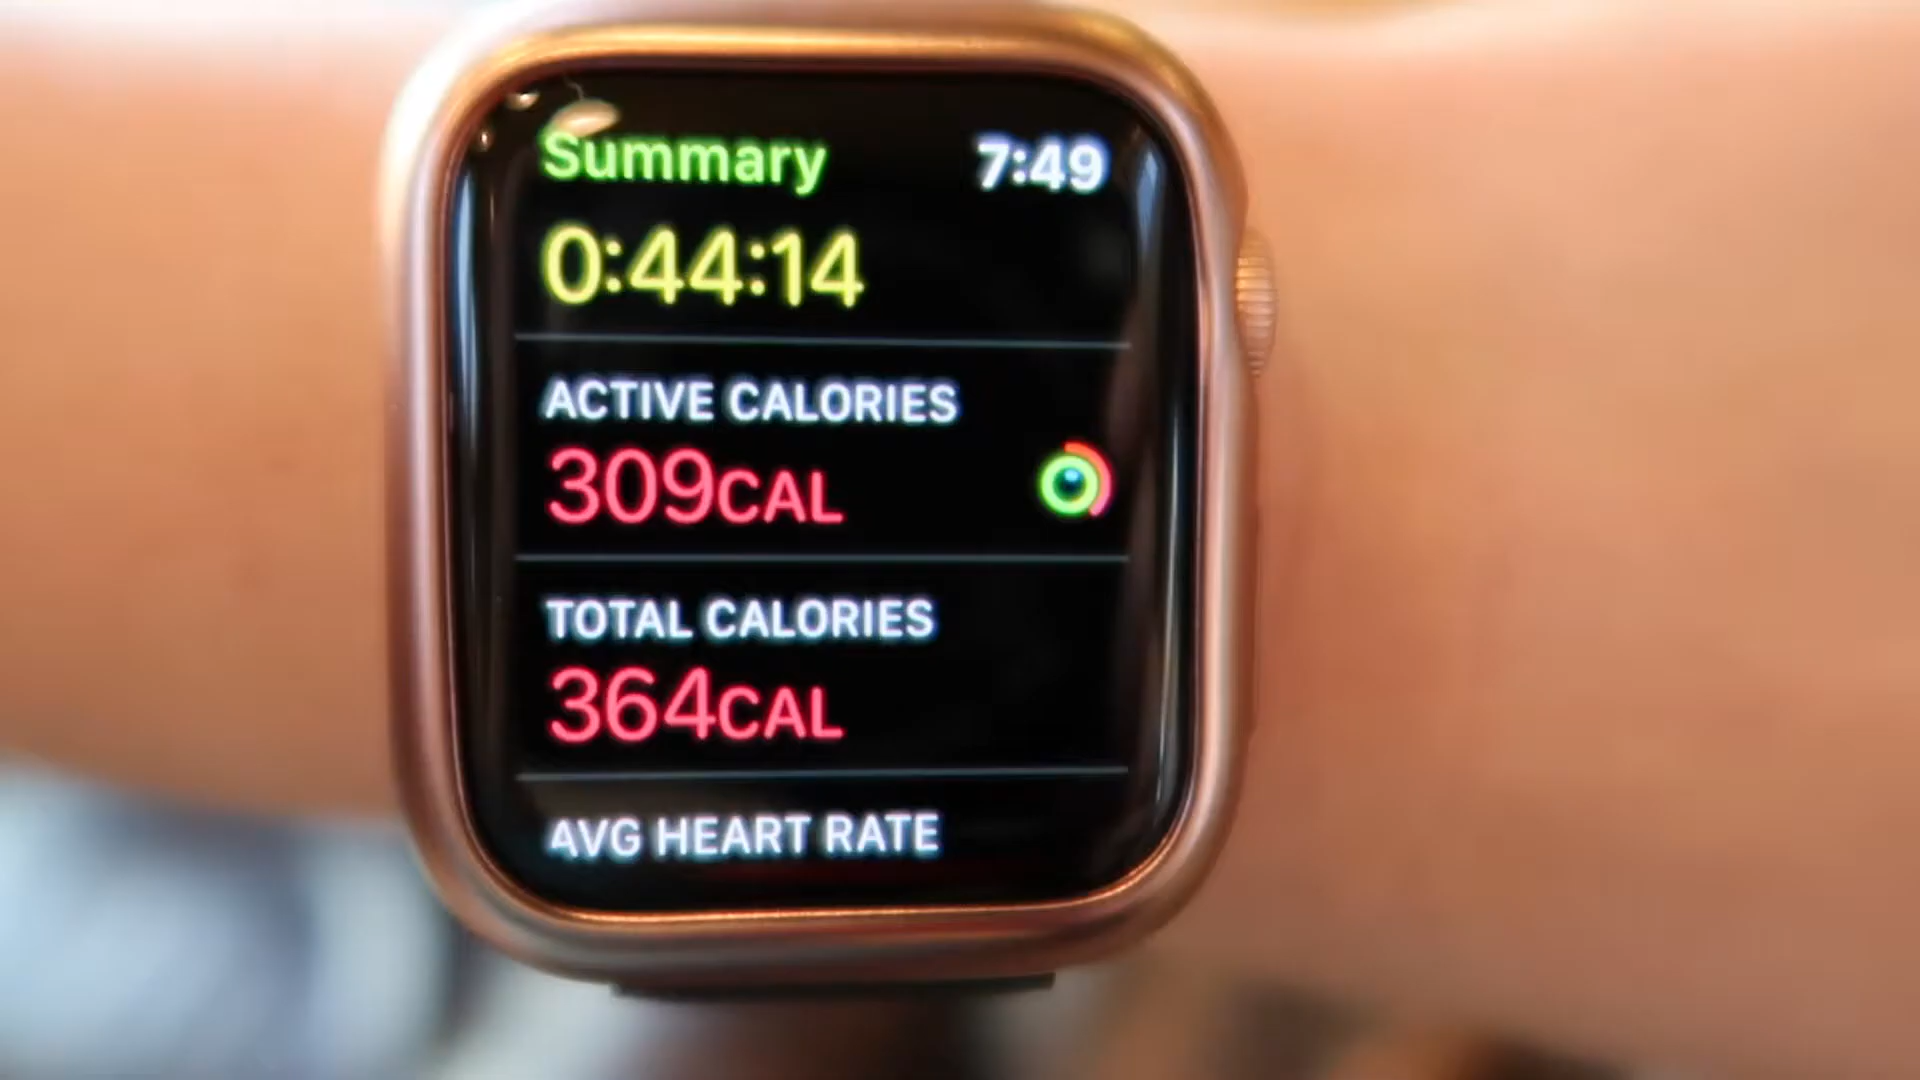 Summary 7:49
0:44:14
ACTIVE CALORIES
309CAL
TOTAL CALORIES
364CAL
AVG HEART RATE